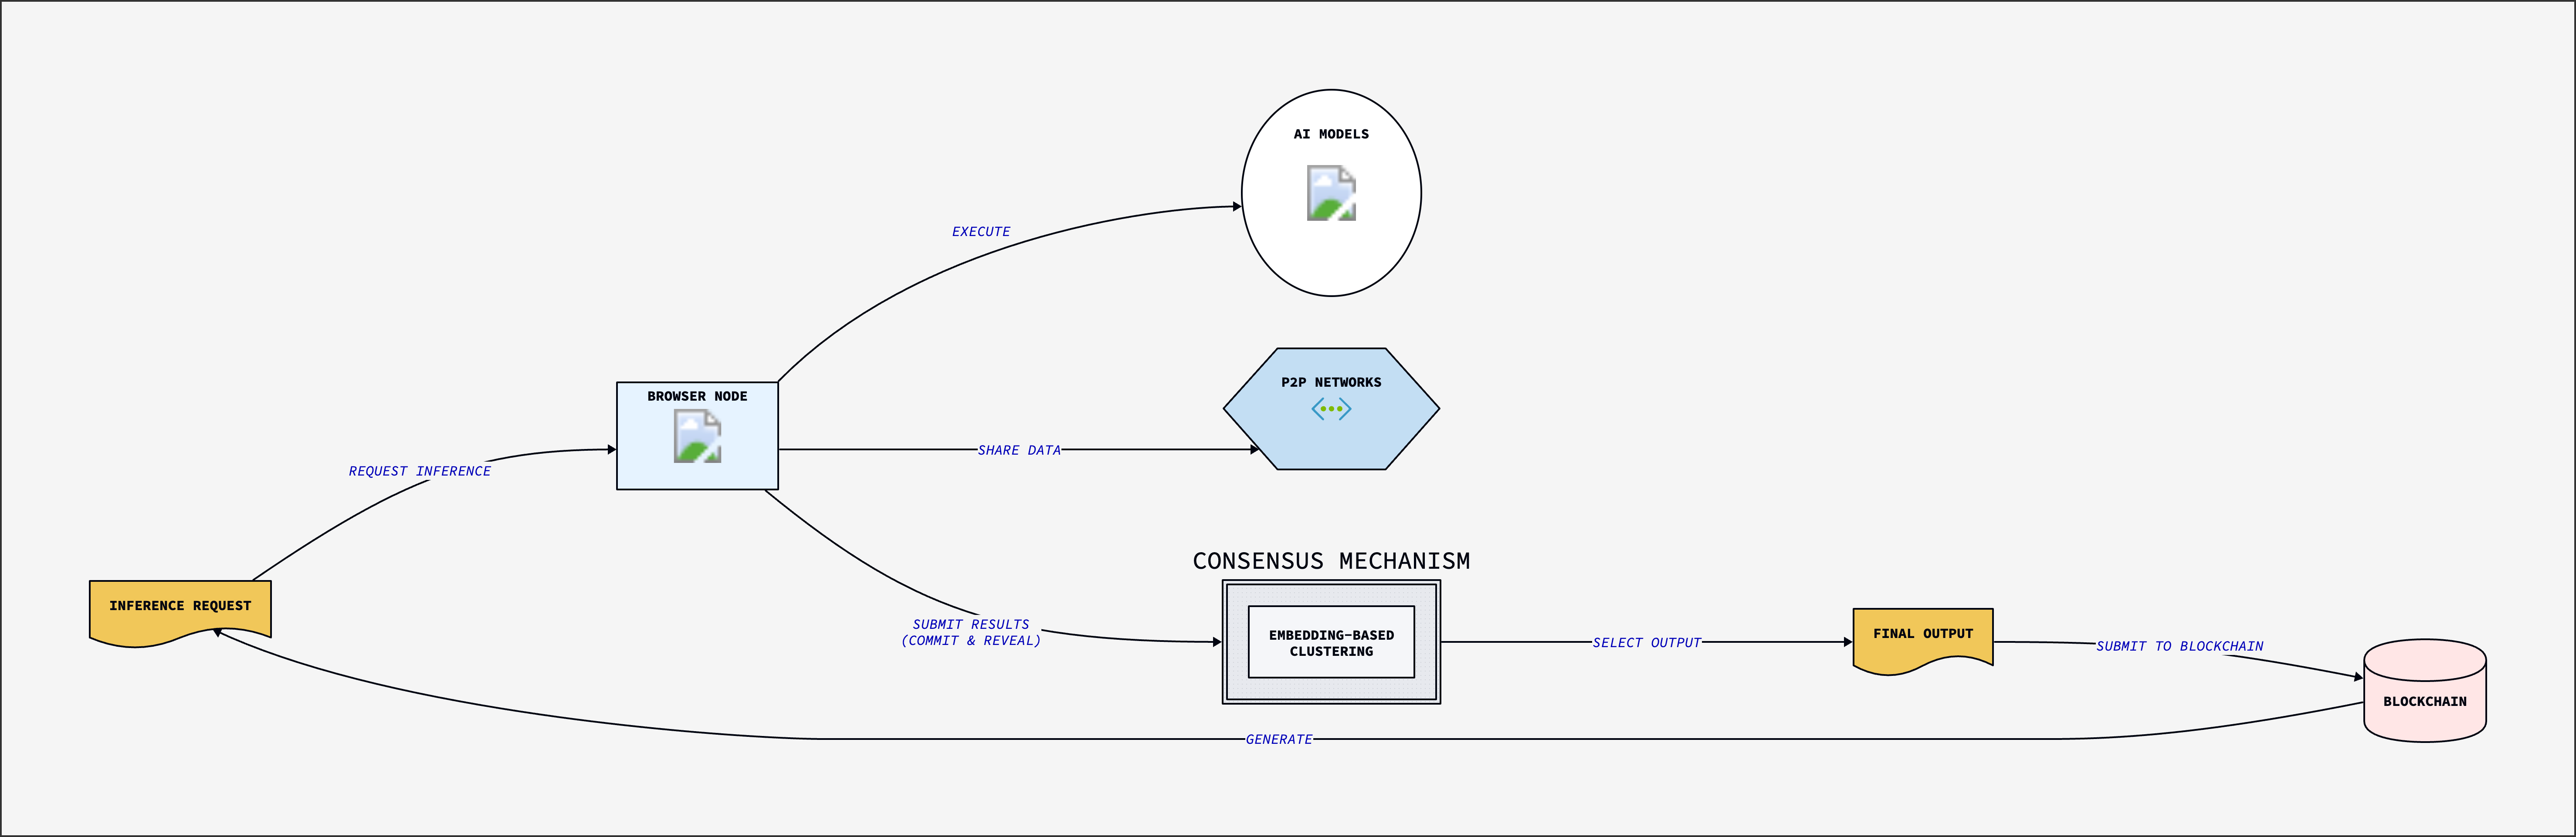 AI MODELS
EXECUTE
P2P NETWORKS
BROWSER NODE
SHARE DATA
REQUEST INFERENCE
CONSENSUS MECHANISM
INFERENCE REQUEST
SUBMIT RESULTS
(COMMIT & REVEAL)
EMBEDDING-BASED
CLUSTERING
SELECT OUTPUT
FINAL OUTPUT
SUBMIT TO BLOCKCHAIN
BLOCKCHAIN
GENERATE